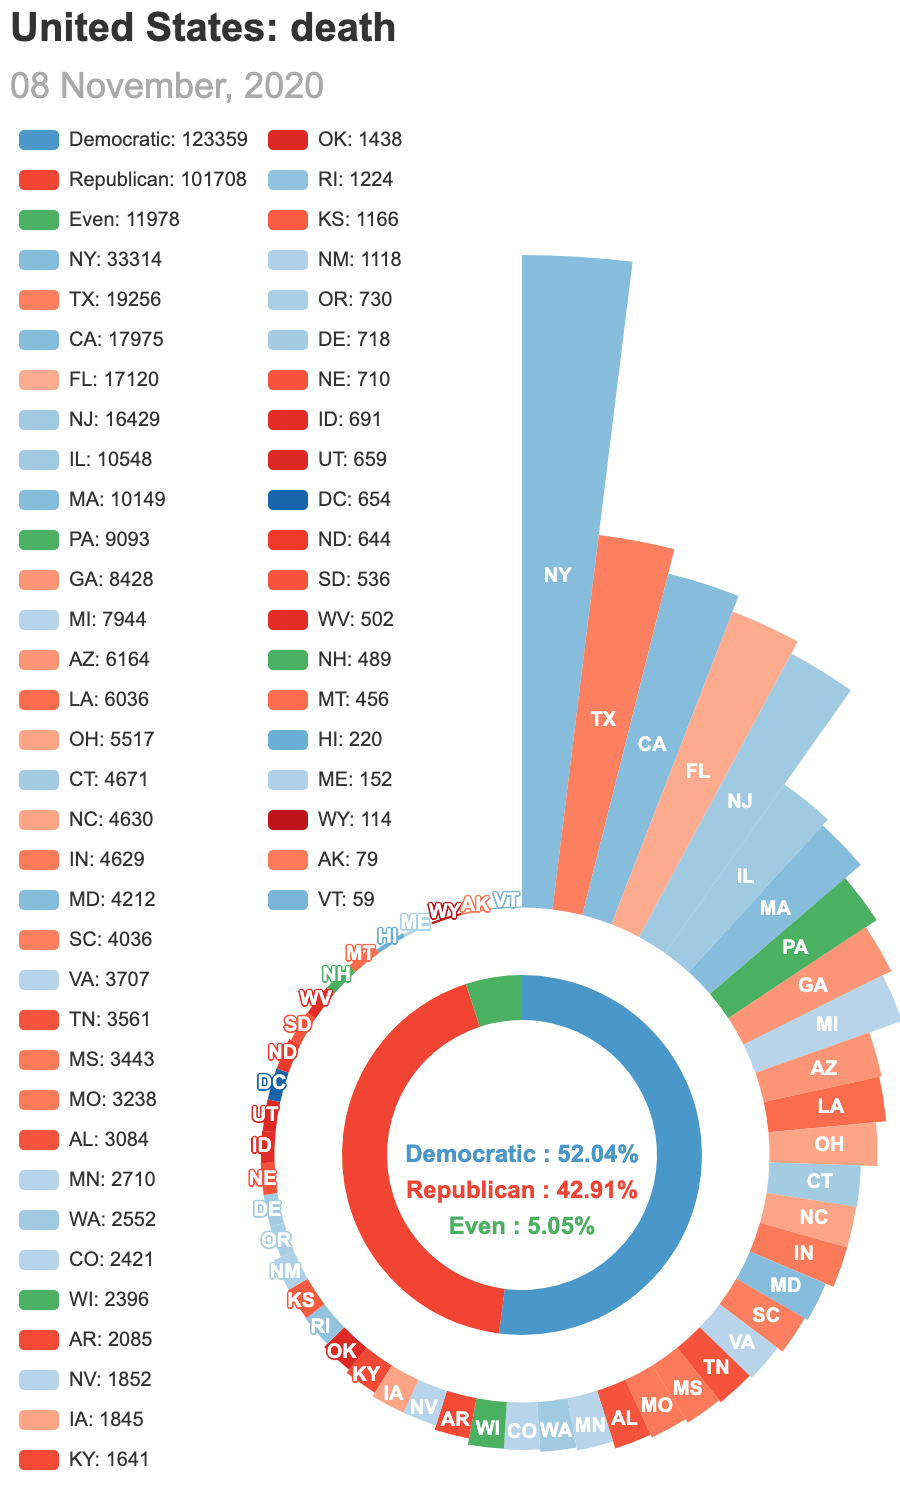 United States: death
08 November, 2020
Democratic: 123359
Republican: 101708
Even: 11978
NY: 33314
TX: 19256
CA: 17975
FL: 17120
NJ: 16429
IL: 10548
MA: 10149
PA: 9093
GA: 8428
MI: 7944
AZ: 6164
LA: 6036
OH: 5517
CT: 4671
NC: 4630
IN: 4629
MD: 4212
SC: 4036
VA: 3707
TN: 3561
MS: 3443
MO: 3238
AL: 3084
MN: 2710
WA: 2552
CO: 2421
WI: 2396
AR: 2085
NV: 1852
IA: 1845
KY: 1641
OK: 1438
RI: 1224
KS: 1166
NM: 1118
OR: 730
DE: 718
NE: 710
ID: 691
UT: 659
DC: 654
ND: 644
SD: 536
WV: 502
NH: 489
MT: 456
HI: 220
ME: 152
WY: 114
AK: 79
VT: 59
NY
TX
CA
FL
NJ
IL
MA
PA
GA
MI
AZ
LA
OH
CT
NC
IN
MD
SC
VA
TN
MS
MO
AL
MN
WA
CO
WI
AR
NV
IA
KY
OK
RI
KS
NM
OR
DE
NE
ID
UT
DC
ND
SD
WV
NH
MT
HI
ME
WY
AK
VT
Democratic : 52.04%
Republican : 42.91%
Even : 5.05%